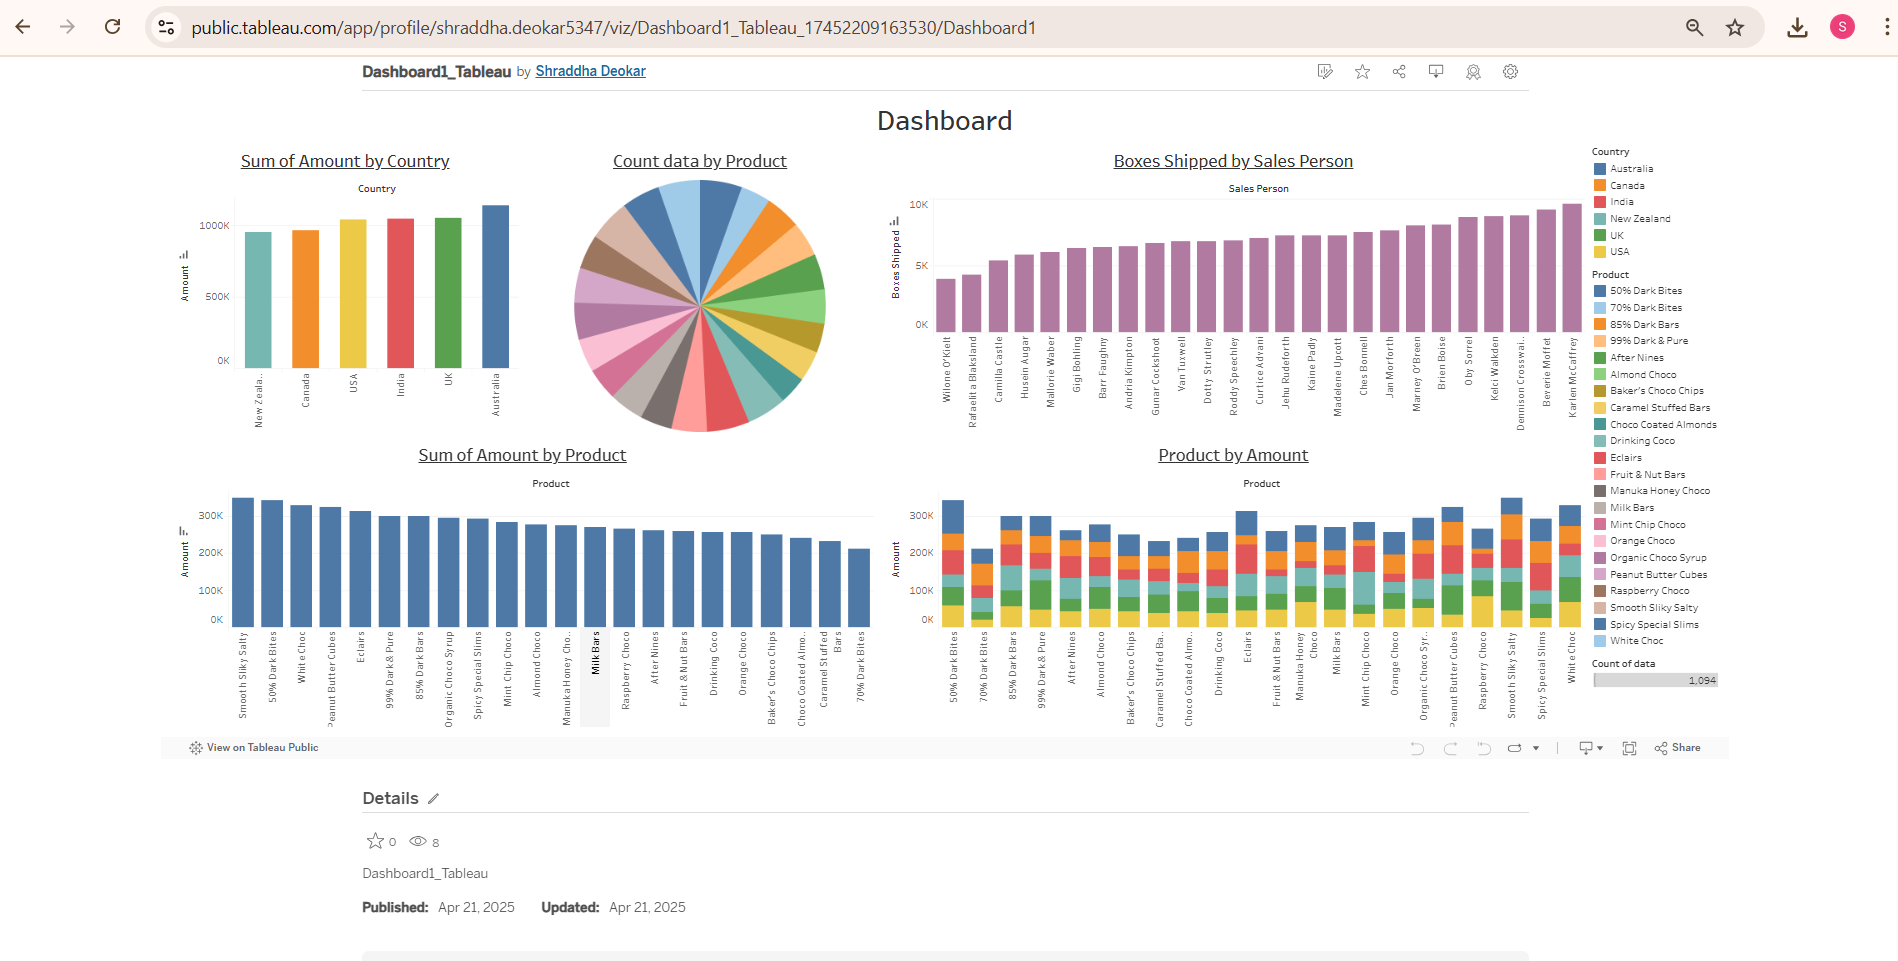 public.tableau.com/app/profile/shraddha.deokar5347/viz/Dashboard1_Tableau_17452209163530/Dashboard1
S
Dashboard1_Tableau by Shraddha Deokar
Dashboard
Sum of Amount by Country
Country
Amount
1000K
500K
0K
New Zeala..
Canada
USA
India
UK
Australia
Count data by Product
Boxes Shipped by Sales Person
Sales Person
Boxes Shipped
10K
5K
0K
Wilone O'Kielt
Rafaelita Blaksland
Camilla Castle
Husein Augar
Mallorie Waber
Gigi Bohling
Barr Faughny
Andria Kimpton
Gunar Cockshoot
Van Tuxwell
Dotty Strutley
Roddy Speechley
Curtice Advani
Jehu Rudeforth
Kaine Padly
Madelene Upcott
Ches Bonnell
Jan Morforth
Marney O'Breen
Brien Boise
Oby Sorrel
Kelci Walkden
Dennison Crosswai..
Beverie Moffet
Karlen McCaffrey
Country
Australia
Canada
India
New Zealand
UK
USA
Product
50% Dark Bites
70% Dark Bites
85% Dark Bars
99% Dark & Pure
After Nines
Almond Choco
Baker's Choco Chips
Caramel Stuffed Bars
Choco Coated Almonds
Drinking Coco
Eclairs
Fruit & Nut Bars
Manuka Honey Choco
Milk Bars
Mint Chip Choco
Orange Choco
Organic Choco Syrup
Peanut Butter Cubes
Raspberry Choco
Smooth Sliky Salty
Spicy Special Slims
White Choc
Count of data
1,094
Sum of Amount by Product
Product
Amount
300K
200K
100K
0K
Smooth Sliky Salty
50% Dark Bites
White Choc
Peanut Butter Cubes
Eclairs
99% Dark & Pure
85% Dark Bars
Organic Choco Syrup
Spicy Special Slims
Mint Chip Choco
Almond Choco
Manuka Honey Cho..
Milk Bars
Raspberry Choco
After Nines
Fruit & Nut Bars
Drinking Coco
Orange Choco
Baker's Choco Chips
Choco Coated Almo..
Caramel Stuffed
Bars
70% Dark Bites
Product by Amount
Product
Amount
300K
200K
100K
0K
50% Dark Bites
70% Dark Bites
85% Dark Bars
99% Dark & Pure
After Nines
Almond Choco
Baker's Choco Chips
Caramel Stuffed Ba..
Choco Coated Almo..
Drinking Coco
Eclairs
Fruit & Nut Bars
Manuka Honey
Choco
Milk Bars
Mint Chip Choco
Orange Choco
Organic Choco Syr..
Peanut Butter Cubes
Raspberry Choco
Smooth Sliky Salty
Spicy Special Slims
White Choc
View on Tableau Public
Share
Details
0 8
Dashboard1_Tableau
Published: Apr 21, 2025 Updated: Apr 21, 2025